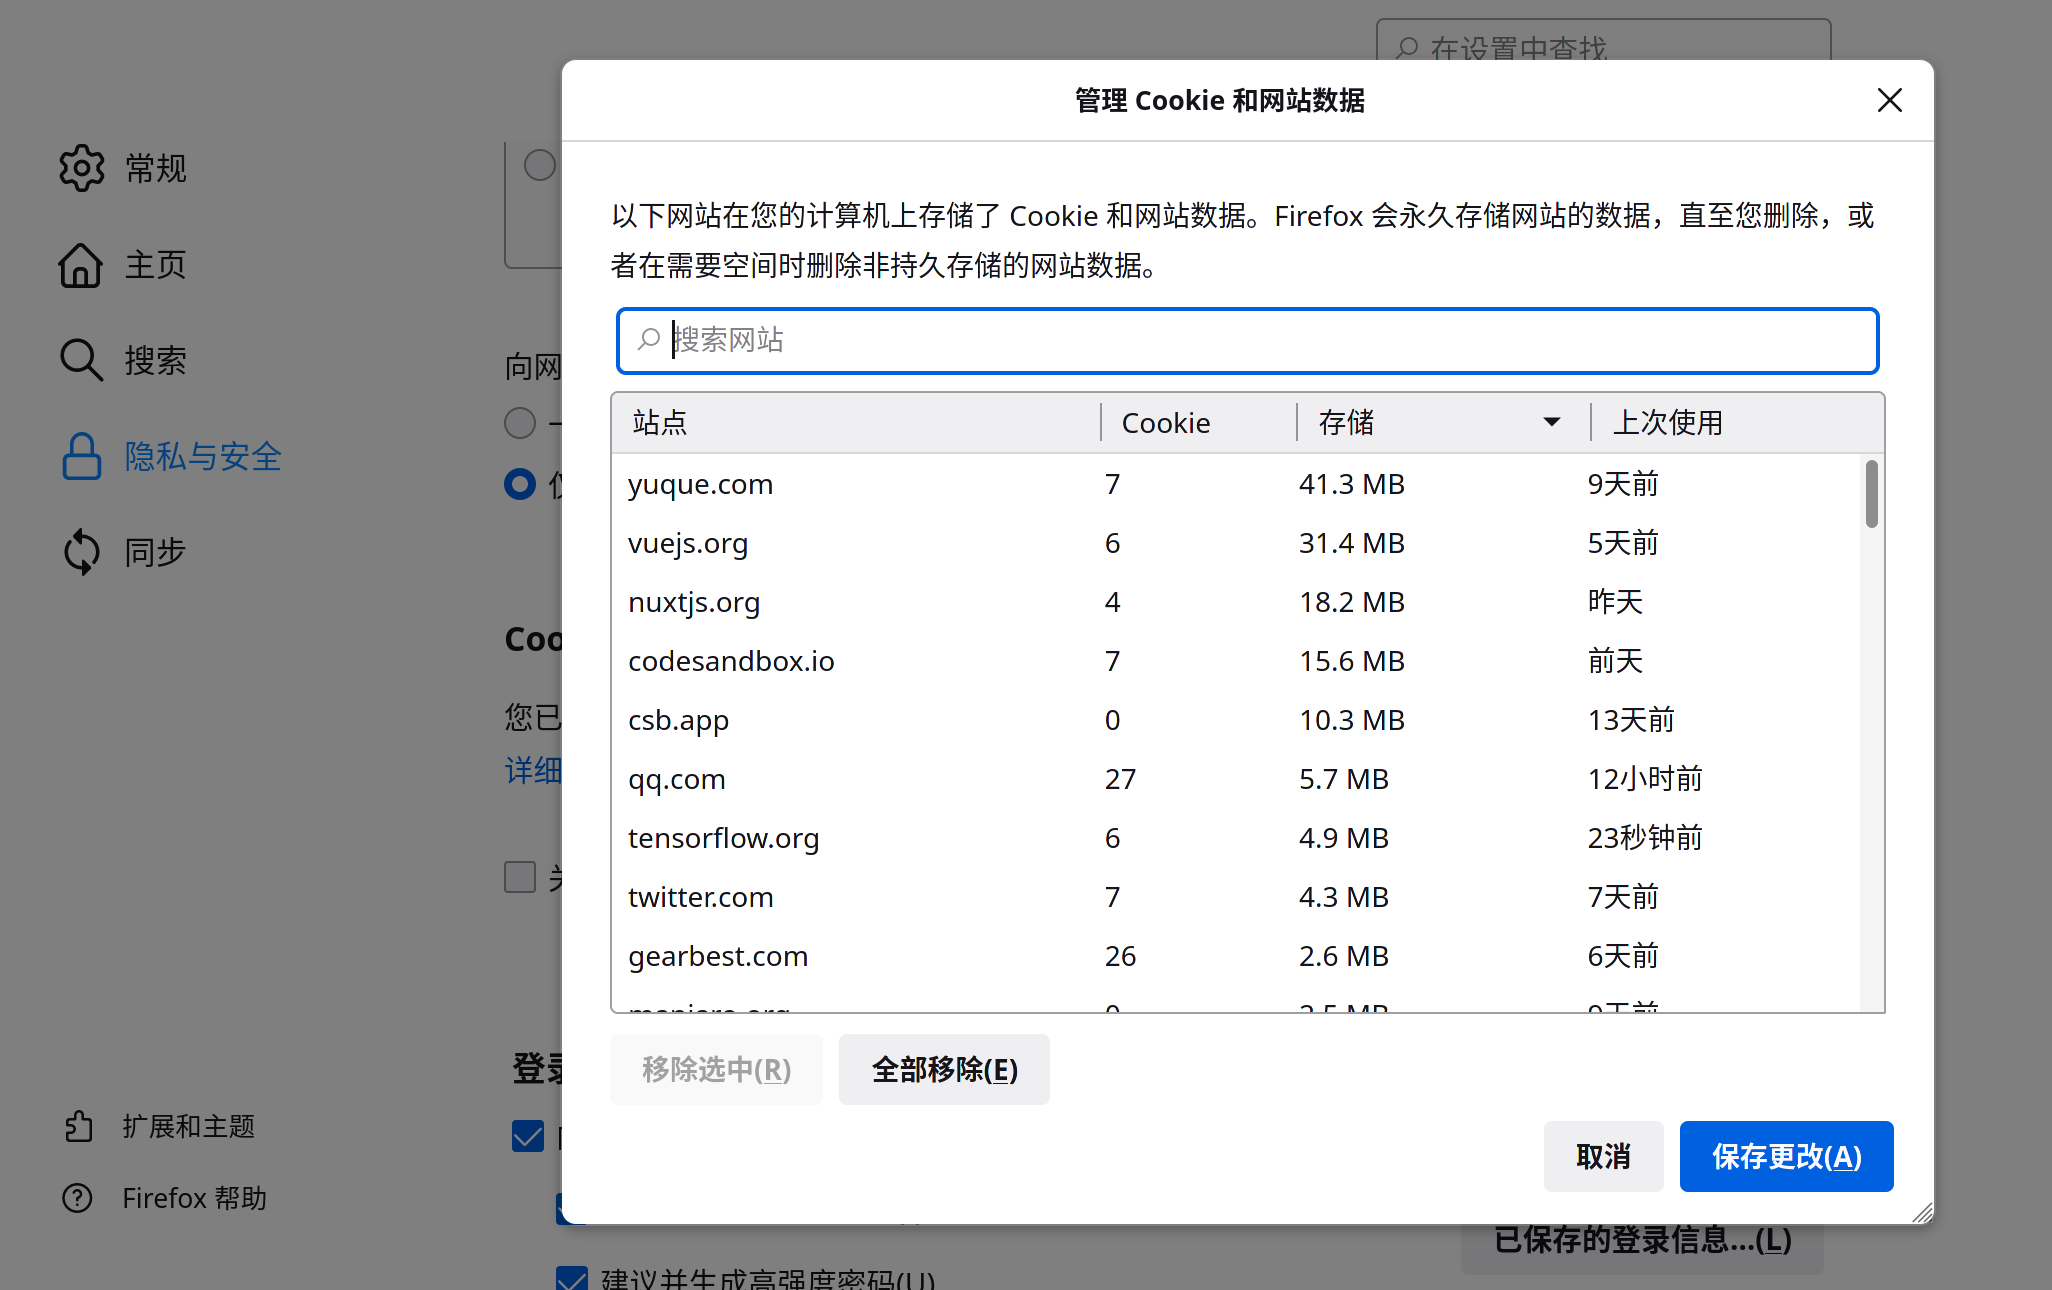 在设置中查找
管理 Cookie 和网站数据
常规
主页
搜索
隐私与安全
同步
扩展和主题
Firefox 帮助
向网
Coo
您已
详细
登录
以下网站在您的计算机上存储了 Cookie 和网站数据。Firefox 会永久存储网站的数据，直至您删除，或
者在需要空间时删除非持久存储的网站数据。
搜索网站
站点 Cookie 存储 上次使用
yuque.com 7 41.3 MB 9天前
vuejs.org 6 31.4 MB 5天前
nuxtjs.org 4 18.2 MB 昨天
codesandbox.io 7 15.6 MB 前天
csb.app 0 10.3 MB 13天前
qq.com 27 5.7 MB 12小时前
tensorflow.org 6 4.9 MB 23秒钟前
twitter.com 7 4.3 MB 7天前
gearbest.com 26 2.6 MB 6天前
移除选中(R) 全部移除(E)
取消 保存更改(A)
已保存的登录信息...(L)
建议并生成高强度密码(U)